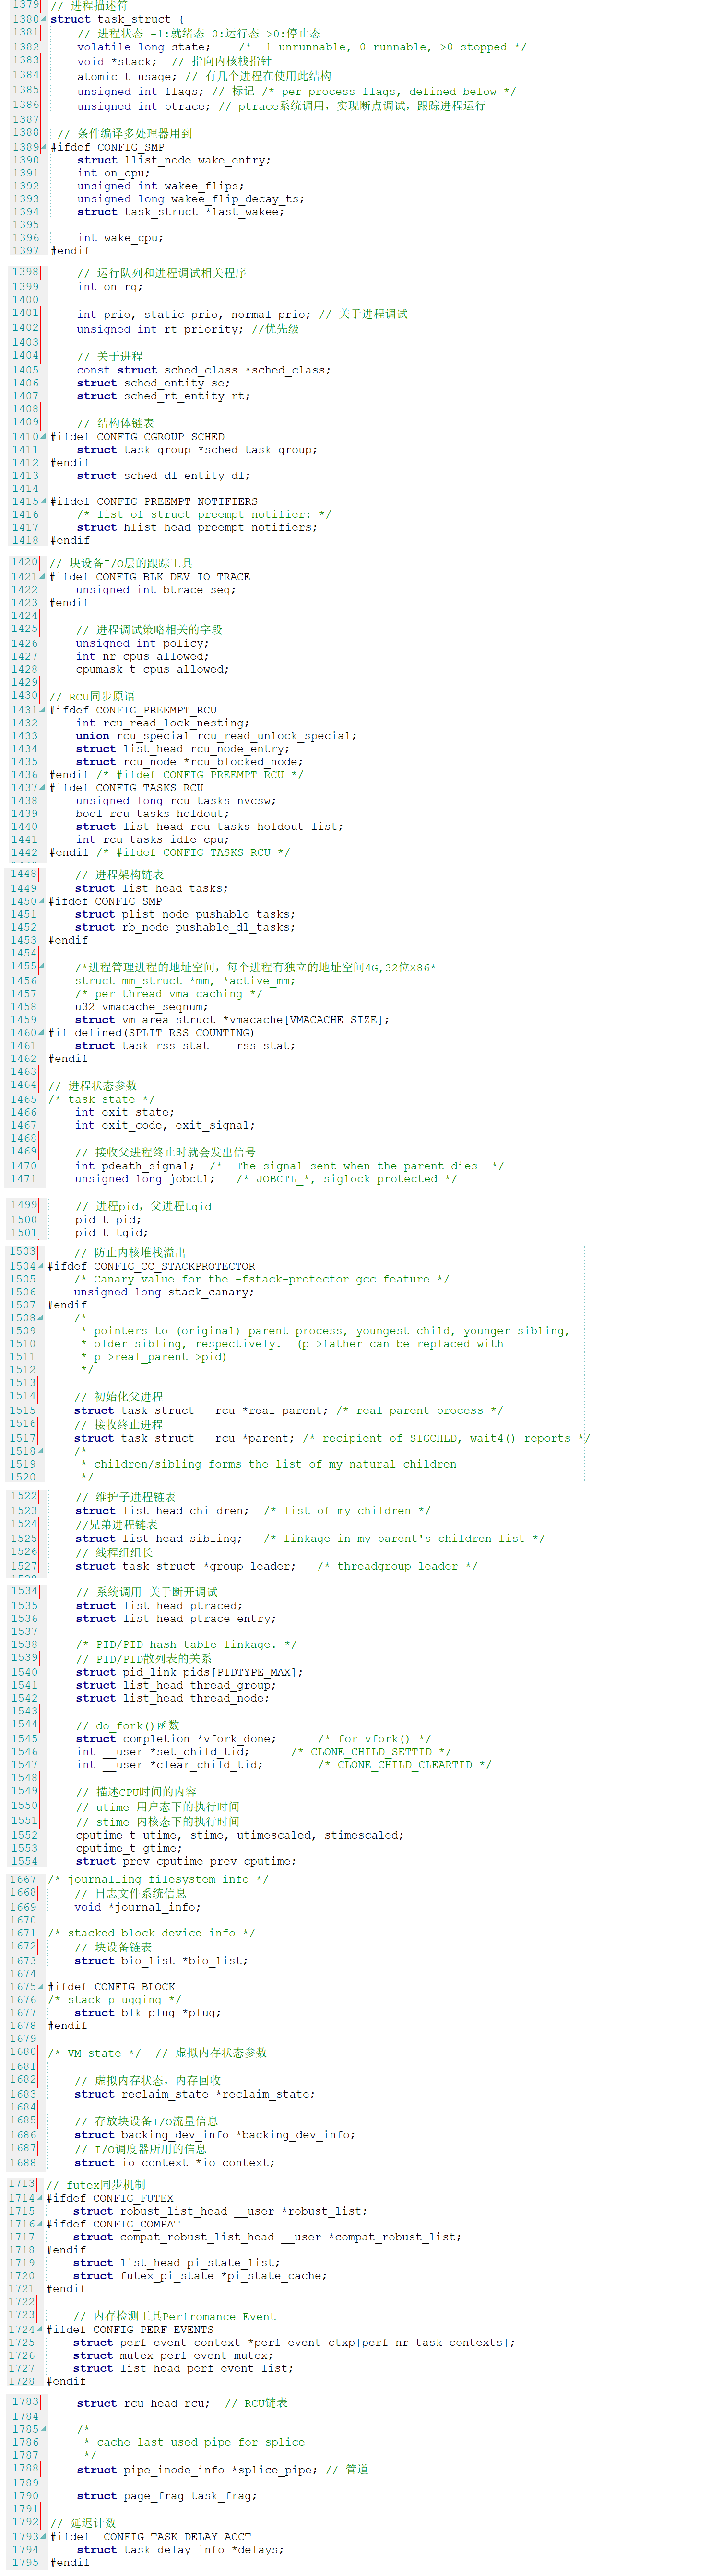 1379 // 进程描述符
1380 struct task_struct {
1381 // 进程状态 -1:就绪态 0:运行态 >0:停止态
1382 volatile long state; /* -1 unrunnable, 0 runnable, >0 stopped */
1383 void *stack; // 指向内核栈指针
1384 atomic_t usage; // 有几个进程在使用此结构
1385 unsigned int flags; // 标记 /* per process flags, defined below */
1386 unsigned int ptrace; // ptrace系统调用，实现断点调试，跟踪进程运行
1387
1388 // 条件编译多处理器用到
1389 #ifdef CONFIG_SMP
1390 struct llist_node wake_entry;
1391 int on_cpu;
1392 unsigned int wakee_flips;
1393 unsigned long wakee_flip_decay_ts;
1394 struct task_struct *last_wakee;
1395
1396 int wake_cpu;
1397 #endif
1398 // 运行队列和进程调试相关程序
1399 int on_rq;
1400
1401 int prio, static_prio, normal_prio; // 关于进程调试
1402 unsigned int rt_priority; //优先级
1403
1404 // 关于进程
1405 const struct sched_class *sched_class;
1406 struct sched_entity se;
1407 struct sched_rt_entity rt;
1408
1409 // 结构体链表
1410 #ifdef CONFIG_CGROUP_SCHED
1411 struct task_group *sched_task_group;
1412 #endif
1413 struct sched_dl_entity dl;
1414
1415 #ifdef CONFIG_PREEMPT_NOTIFIERS
1416 /* list of struct preempt_notifier: */
1417 struct hlist_head preempt_notifiers;
1418 #endif
1420 // 块设备I/O层的跟踪工具
1421 #ifdef CONFIG_BLK_DEV_IO_TRACE
1422 unsigned int btrace_seq;
1423 #endif
1424
1425 // 进程调试策略相关的字段
1426 unsigned int policy;
1427 int nr_cpus_allowed;
1428 cpumask_t cpus_allowed;
1429
1430 // RCU同步原语
1431 #ifdef CONFIG_PREEMPT_RCU
1432 int rcu_read_lock_nesting;
1433 union rcu_special rcu_read_unlock_special;
1434 struct list_head rcu_node_entry;
1435 struct rcu_node *rcu_blocked_node;
1436 #endif /* #ifdef CONFIG_PREEMPT_RCU */
1437 #ifdef CONFIG_TASKS_RCU
1438 unsigned long rcu_tasks_nvcsw;
1439 bool rcu_tasks_holdout;
1440 struct list_head rcu_tasks_holdout_list;
1441 int rcu_tasks_idle_cpu;
1442 #endif /* #ifdef CONFIG_TASKS_RCU */
1448 // 进程架构链表
1449 struct list_head tasks;
1450 #ifdef CONFIG_SMP
1451 struct plist_node pushable_tasks;
1452 struct rb_node pushable_dl_tasks;
1453 #endif
1454
1455 /*进程管理进程的地址空间，每个进程有独立的地址空间4G,32位X86*
1456 struct mm_struct *mm, *active_mm;
1457 /* per-thread vma caching */
1458 u32 vmacache_seqnum;
1459 struct vm_area_struct *vmacache[VMACACHE_SIZE];
1460 #if defined(SPLIT_RSS_COUNTING)
1461 struct task_rss_stat rss_stat;
1462 #endif
1463
1464 // 进程状态参数
1465 /* task state */
1466 int exit_state;
1467 int exit_code, exit_signal;
1468
1469 // 接收父进程终止时就会发出信号
1470 int pdeath_signal; /* The signal sent when the parent dies */
1471 unsigned long jobctl; /* JOBCTL_*, siglock protected */
1499 // 进程pid，父进程tgid
1500 pid_t pid;
1501 pid_t tgid;
1503 // 防止内核堆栈溢出
1504 #ifdef CONFIG_CC_STACKPROTECTOR
1505 /* Canary value for the -fstack-protector gcc feature */
1506 unsigned long stack_canary;
1507 #endif
1508 /*
1509 * pointers to (original) parent process, youngest child, younger sibling,
1510 * older sibling, respectively. (p->father can be replaced with
1511 * p->real_parent->pid)
1512 */
1513
1514 // 初始化父进程
1515 struct task_struct __rcu *real_parent; /* real parent process */
1516 // 接收终止进程
1517 struct task_struct __rcu *parent; /* recipient of SIGCHLD, wait4() reports */
1518 /*
1519 * children/sibling forms the list of my natural children
1520 */
1522 // 维护子进程链表
1523 struct list_head children; /* list of my children */
1524 //兄弟进程链表
1525 struct list_head sibling; /* linkage in my parent's children list */
1526 // 线程组组长
1527 struct task_struct *group_leader; /* threadgroup leader */
1534 // 系统调用 关于断开调试
1535 struct list_head ptraced;
1536 struct list_head ptrace_entry;
1537
1538 /* PID/PID hash table linkage. */
1539 // PID/PID散列表的关系
1540 struct pid_link pids[PIDTYPE_MAX];
1541 struct list_head thread_group;
1542 struct list_head thread_node;
1543
1544 // do_fork()函数
1545 struct completion *vfork_done; /* for vfork() */
1546 int __user *set_child_tid; /* CLONE_CHILD_SETTID */
1547 int __user *clear_child_tid; /* CLONE_CHILD_CLEARTID */
1548
1549 // 描述CPU时间的内容
1550 // utime 用户态下的执行时间
1551 // stime 内核态下的执行时间
1552 cputime_t utime, stime, utimescaled, stimescaled;
1553 cputime_t gtime;
1554 struct prev cputime prev cputime;
1667 /* journalling filesystem info */
1668 // 日志文件系统信息
1669 void *journal_info;
1670
1671 /* stacked block device info */
1672 // 块设备链表
1673 struct bio_list *bio_list;
1674
1675 #ifdef CONFIG_BLOCK
1676 /* stack plugging */
1677 struct blk_plug *plug;
1678 #endif
1679
1680 /* VM state */ // 虚拟内存状态参数
1681
1682 // 虚拟内存状态，内存回收
1683 struct reclaim_state *reclaim_state;
1684
1685 // 存放块设备I/O流量信息
1686 struct backing_dev_info *backing_dev_info;
1687 // I/O调度器所用的信息
1688 struct io_context *io_context;
1713 // futex同步机制
1714 #ifdef CONFIG_FUTEX
1715 struct robust_list_head __user *robust_list;
1716 #ifdef CONFIG_COMPAT
1717 struct compat_robust_list_head __user *compat_robust_list;
1718 #endif
1719 struct list_head pi_state_list;
1720 struct futex_pi_state *pi_state_cache;
1721 #endif
1722
1723 // 内存检测工具Perfromance Event
1724 #ifdef CONFIG_PERF_EVENTS
1725 struct perf_event_context *perf_event_ctxp[perf_nr_task_contexts];
1726 struct mutex perf_event_mutex;
1727 struct list_head perf_event_list;
1728 #endif
1783 struct rcu_head rcu; // RCU链表
1784
1785 /*
1786 * cache last used pipe for splice
1787 */
1788 struct pipe_inode_info *splice_pipe; // 管道
1789
1790 struct page_frag task_frag;
1791
1792 // 延迟计数
1793 #ifdef CONFIG_TASK_DELAY_ACCT
1794 struct task_delay_info *delays;
1795 #endif